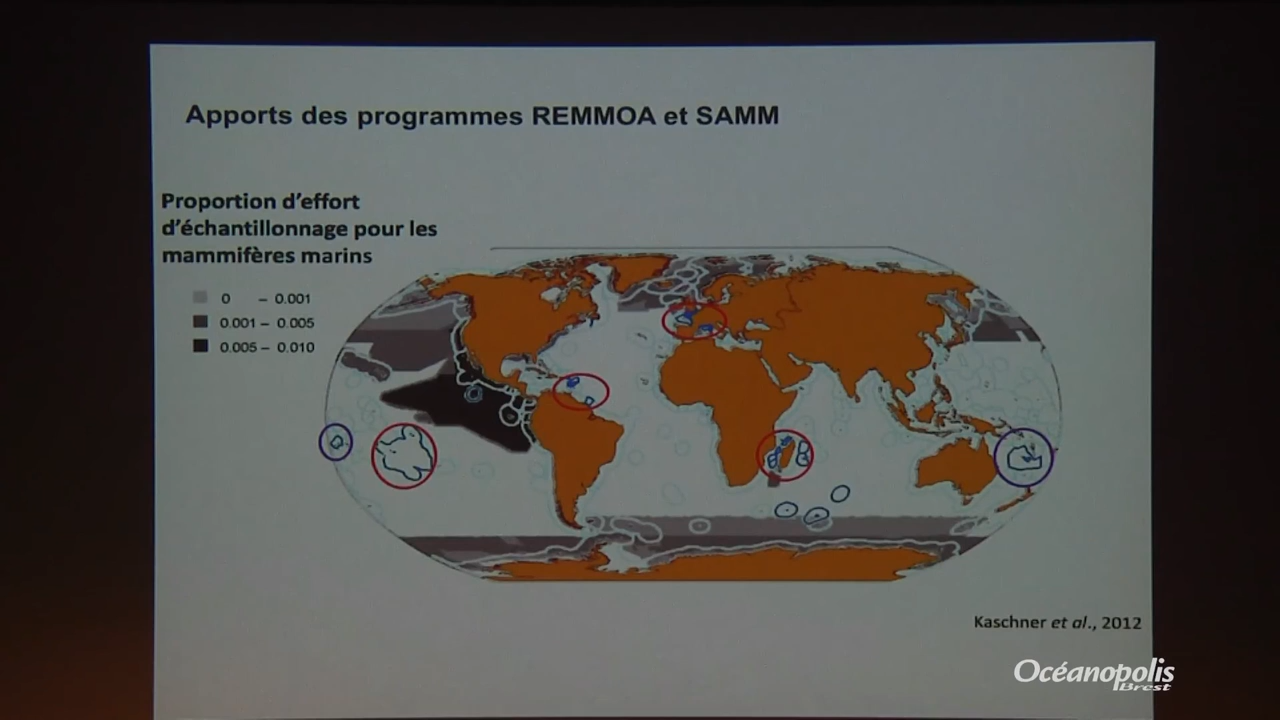 Apports des programmes REMMOA et SAMM
Proportion d'effort
d'échantillonnage pour les
mammifères marins
0 – 0.001
0.001 – 0.005
0.005 – 0.010
Kaschner et al., 2012
Océanopolis
Brest